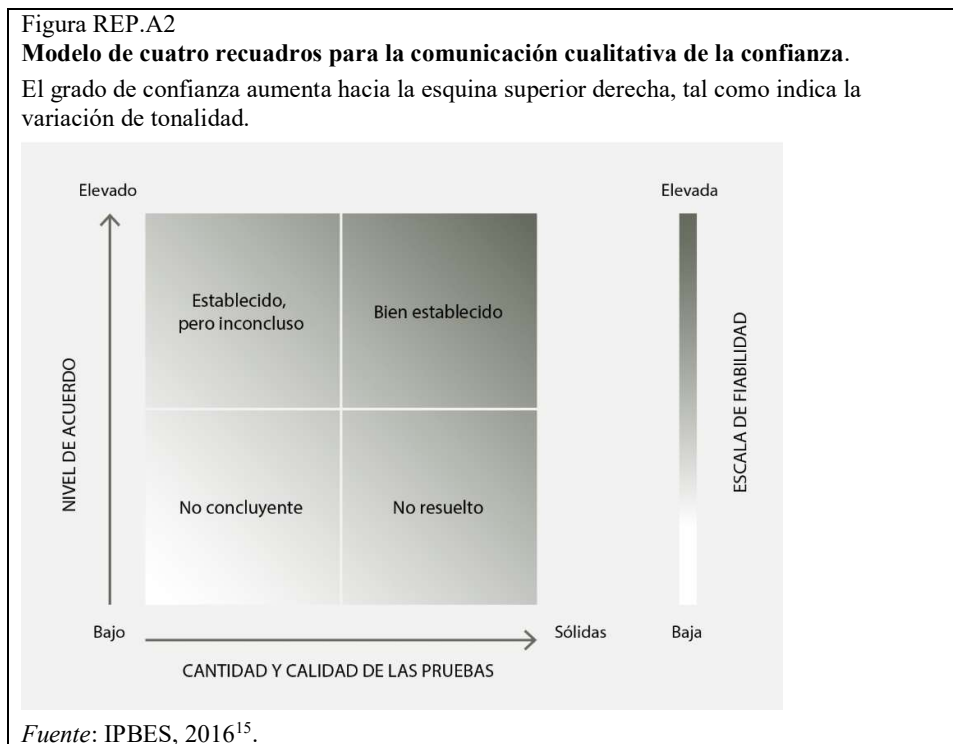 Figura REP.A2
Modelo de cuatro recuadros para la comunicación cualitativa de la confianza.
El grado de confianza aumenta hacia la esquina superior derecha, tal como indica la
variación de tonalidad.
Elevado
Elevada
Establecido,
pero inconcluso
Bien establecido
NIVEL DE ACUERDO
ESCALA DE FIABILIDAD
No concluyente
No resuelto
Bajo
Sólidas
Baja
CANTIDAD Y CALIDAD DE LAS PRUEBAS
Fuente: IPBES, 2016¹⁵.